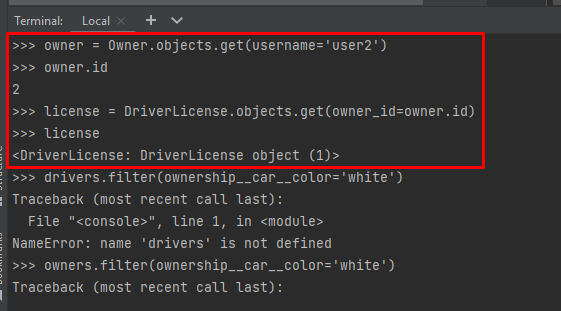 Terminal: Local × + ∨
>>> owner = Owner.objects.get(username='user2')
>>> owner.id
2
>>> license = DriverLicense.objects.get(owner_id=owner.id)
>>> license
<DriverLicense: DriverLicense object (1)>
>>> drivers.filter(ownership__car__color='white')
Traceback (most recent call last):
  File "<console>", line 1, in <module>
NameError: name 'drivers' is not defined
>>> owners.filter(ownership__car__color='white')
Traceback (most recent call last):